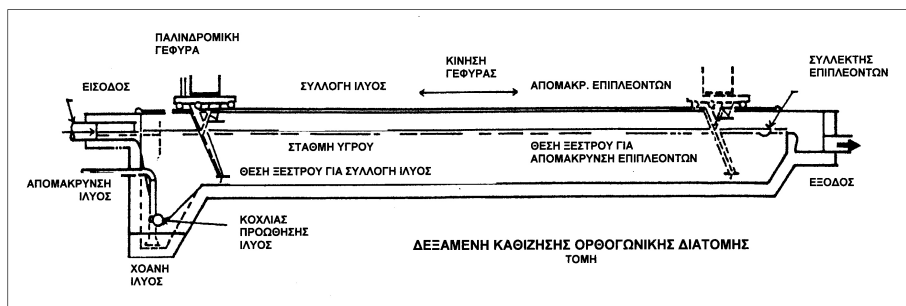 ΠΑΛΙΝΔΡΟΜΙΚΗ
ΓΕΦΥΡΑ
ΕΙΣΟΔΟΣ
ΣΥΛΛΟΓΗ ΙΛΥΟΣ
ΚΙΝΗΣΗ
ΓΕΦΥΡΑΣ
ΑΠΟΜΑΚΡ. ΕΠΙΠΛΕΟΝΤΩΝ
ΣΥΛΛΕΚΤΗΣ
ΕΠΙΠΛΕΟΝΤΩΝ
ΣΤΑΘΜΗ ΥΓΡΟΥ
ΘΕΣΗ ΞΕΣΤΡΟΥ ΓΙΑ ΣΥΛΛΟΓΗ ΙΛΥΟΣ
ΘΕΣΗ ΞΕΣΤΡΟΥ ΓΙΑ
ΑΠΟΜΑΚΡΥΝΣΗ ΕΠΙΠΛΕΟΝΤΩΝ
ΑΠΟΜΑΚΡΥΝΣΗ
ΙΛΥΟΣ
ΕΞΟΔΟΣ
ΚΟΧΛΙΑΣ
ΠΡΟΩΘΗΣΗΣ
ΙΛΥΟΣ
ΧΟΑΝΗ
ΙΛΥΟΣ
ΔΕΞΑΜΕΝΗ ΚΑΘΙΖΗΣΗΣ ΟΡΘΟΓΩΝΙΚΗΣ ΔΙΑΤΟΜΗΣ
ΤΟΜΗ